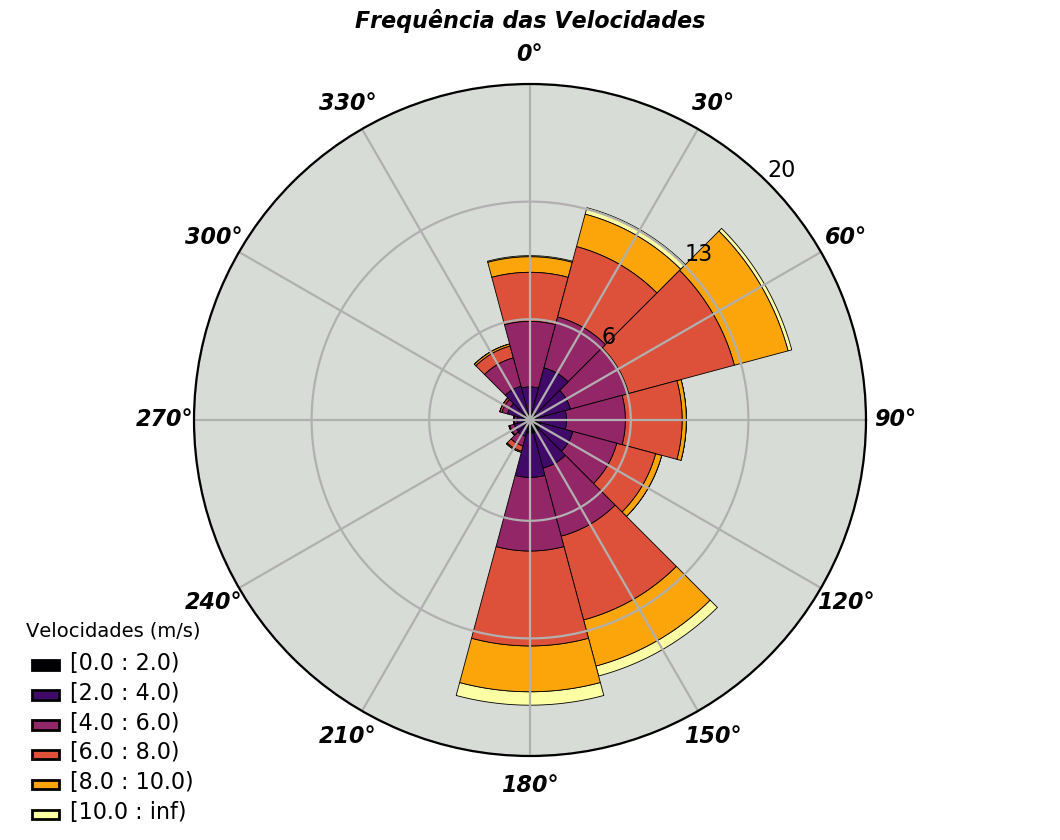 Frequência das Velocidades
0°
30°
60°
90°
120°
150°
180°
210°
240°
270°
300°
330°
6
13
20
Velocidades (m/s)
[0.0 : 2.0)
[2.0 : 4.0)
[4.0 : 6.0)
[6.0 : 8.0)
[8.0 : 10.0)
[10.0 : inf)